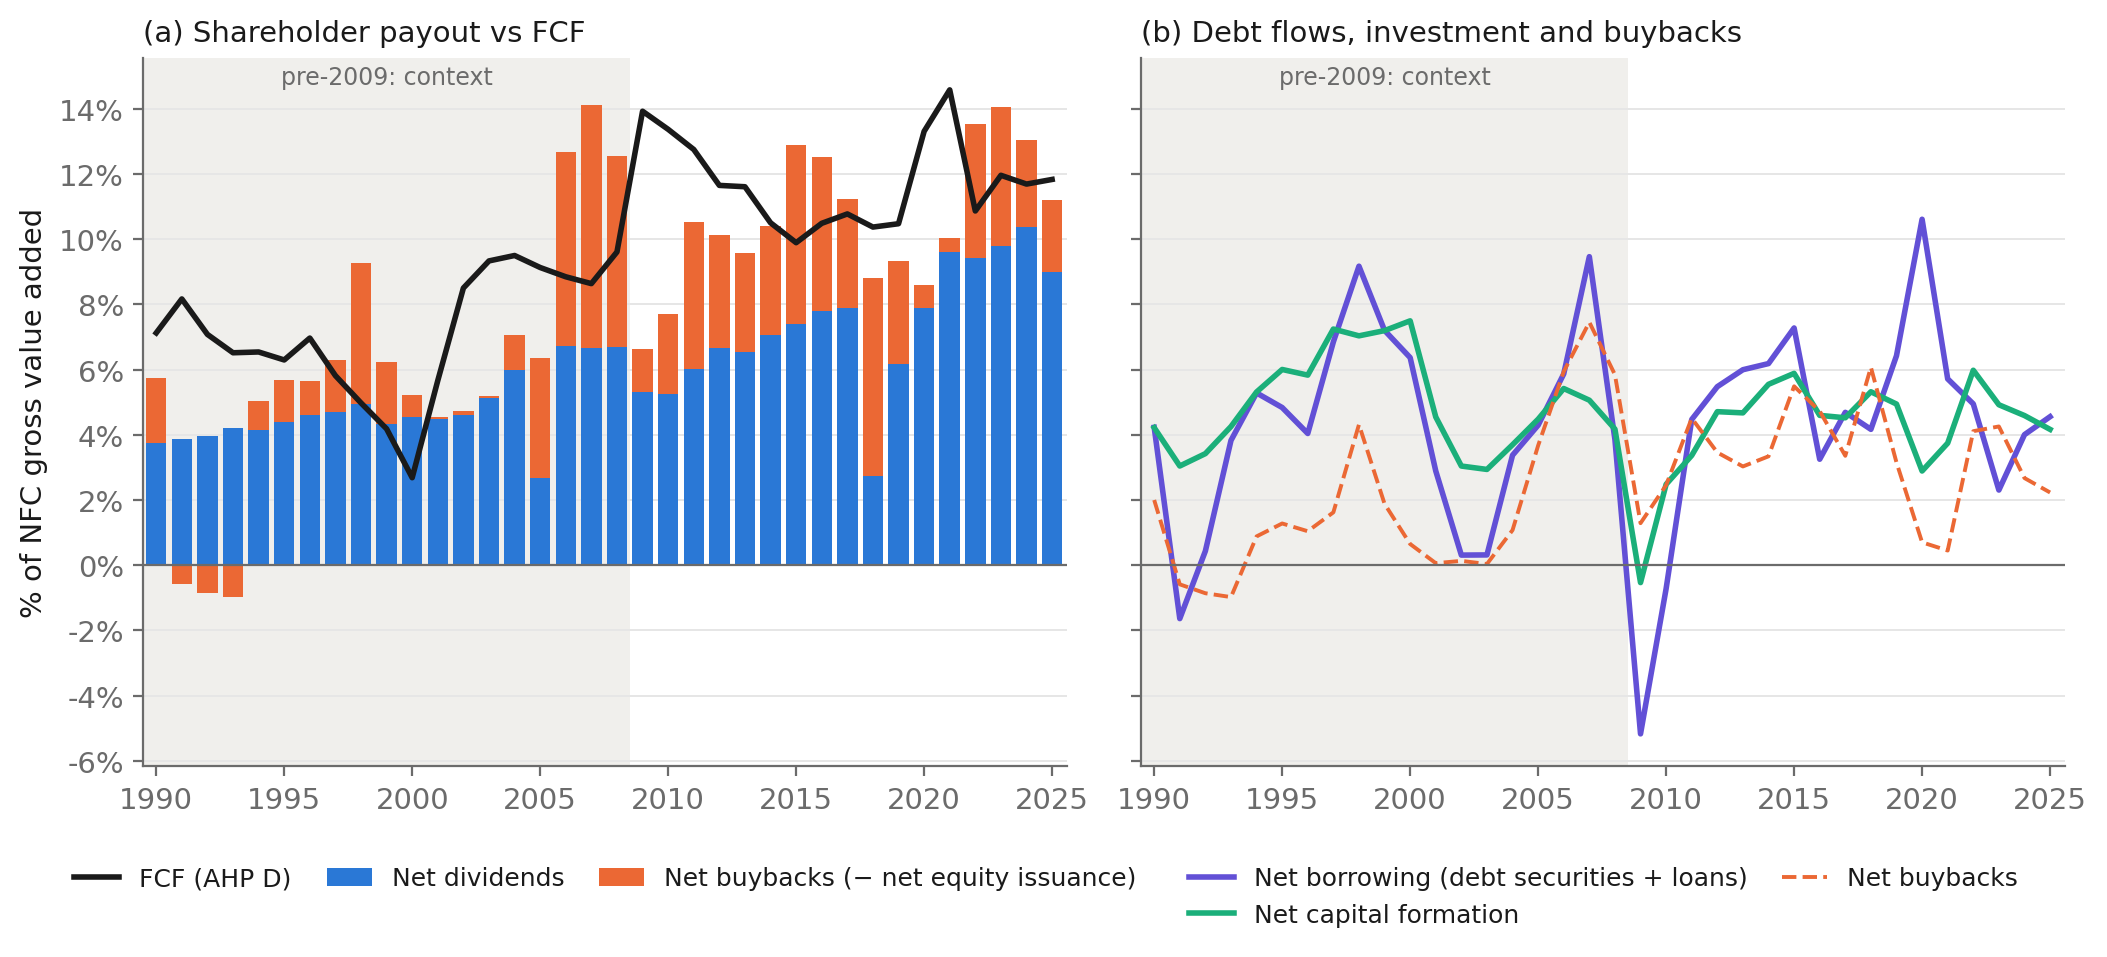 (a) Shareholder payout vs FCF
pre-2009: context
% of NFC gross value added
14%
12%
10%
8%
6%
4%
2%
0%
-2%
-4%
-6%
1990 1995 2000 2005 2010 2015 2020 2025
(b) Debt flows, investment and buybacks
pre-2009: context
1990 1995 2000 2005 2010 2015 2020 2025
FCF (AHP D) Net dividends Net buybacks (− net equity issuance)
Net borrowing (debt securities + loans) Net buybacks
Net capital formation